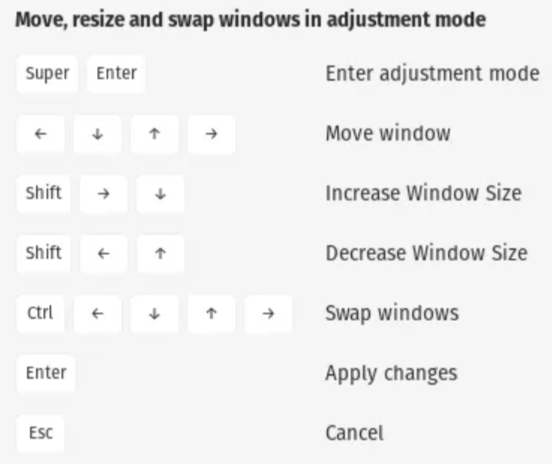 Move, resize and swap windows in adjustment mode
Super Enter Enter adjustment mode
← ↓ ↑ → Move window
Shift → ↓ Increase Window Size
Shift ← ↑ Decrease Window Size
Ctrl ← ↓ ↑ → Swap windows
Enter Apply changes
Esc Cancel